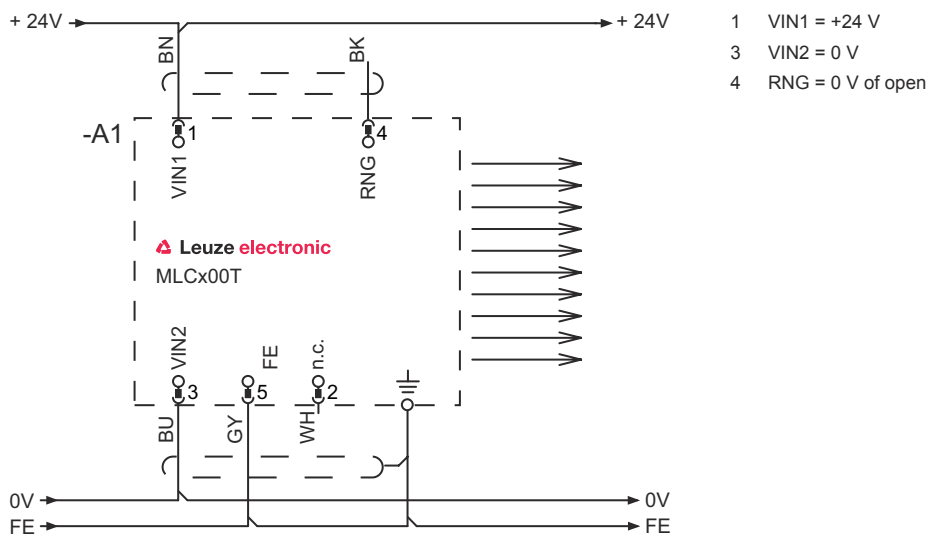 + 24V
+ 24V
1 VIN1 = +24 V
3 VIN2 = 0 V
4 RNG = 0 V of open
BN
BK
-A1
1
4
VIN1
RNG
Leuze electronic
MLCx00T
VIN2
FE
n.c.
3
5
2
BU
GY
WH
0V
0V
FE
FE